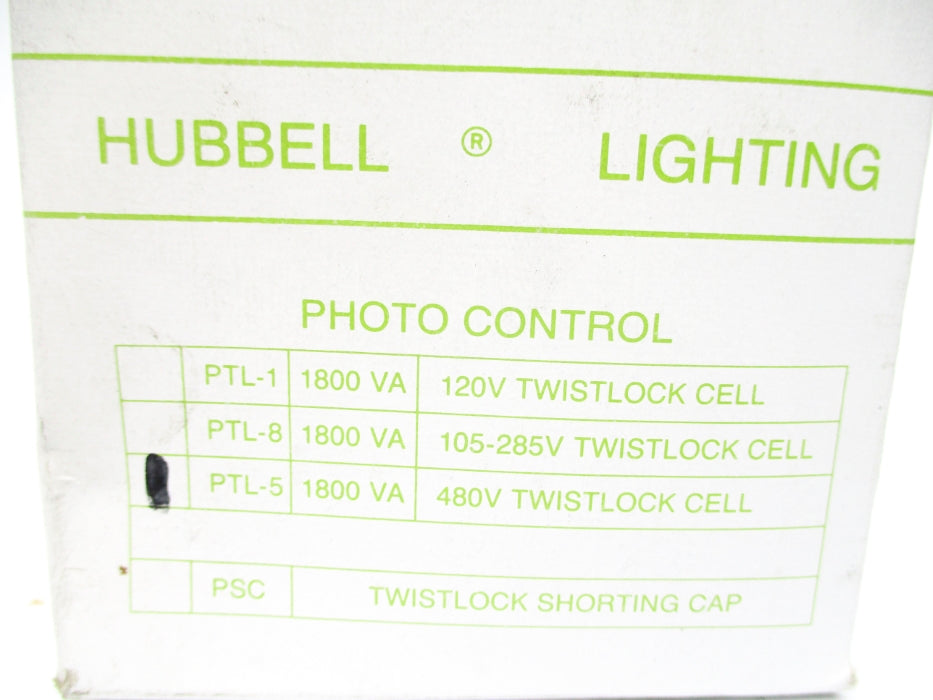 HUBBELL ® LIGHTING
PHOTO CONTROL
PTL-1 1800 VA 120V TWISTLOCK CELL
PTL-8 1800 VA 105-285V TWISTLOCK CELL
PTL-5 1800 VA 480V TWISTLOCK CELL
PSC TWISTLOCK SHORTING CAP